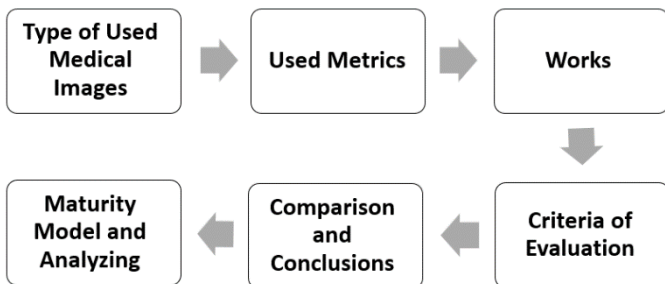 Type of Used
Medical
Images
Used Metrics
Works
Criteria of
Evaluation
Comparison
and
Conclusions
Maturity
Model and
Analyzing